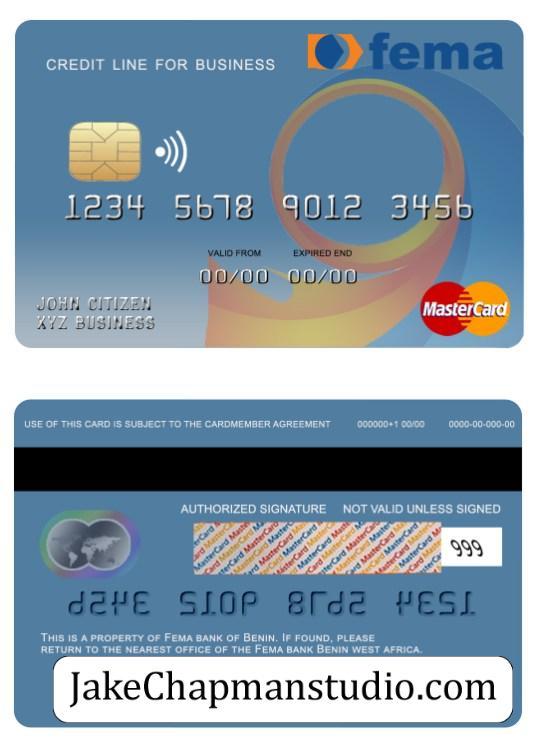 fema
CREDIT LINE FOR BUSINESS
1234 5678 9012 3456
VALID FROM EXPIRED END
00/00 00/00
JOHN CITIZEN
XYZ BUSINESS
MasterCard
USE OF THIS CARD IS SUBJECT TO THE CARDMEMBER AGREEMENT 000000+1 00/00 0000-00-000-00
AUTHORIZED SIGNATURE NOT VALID UNLESS SIGNED
MasterCard MasterCard MasterCard
999
THIS IS A PROPERTY OF FEMA BANK OF BENIN. IF FOUND, PLEASE
RETURN TO THE NEAREST OFFICE OF THE FEMA BANK BENIN WEST AFRICA.
JakeChapmanstudio.com